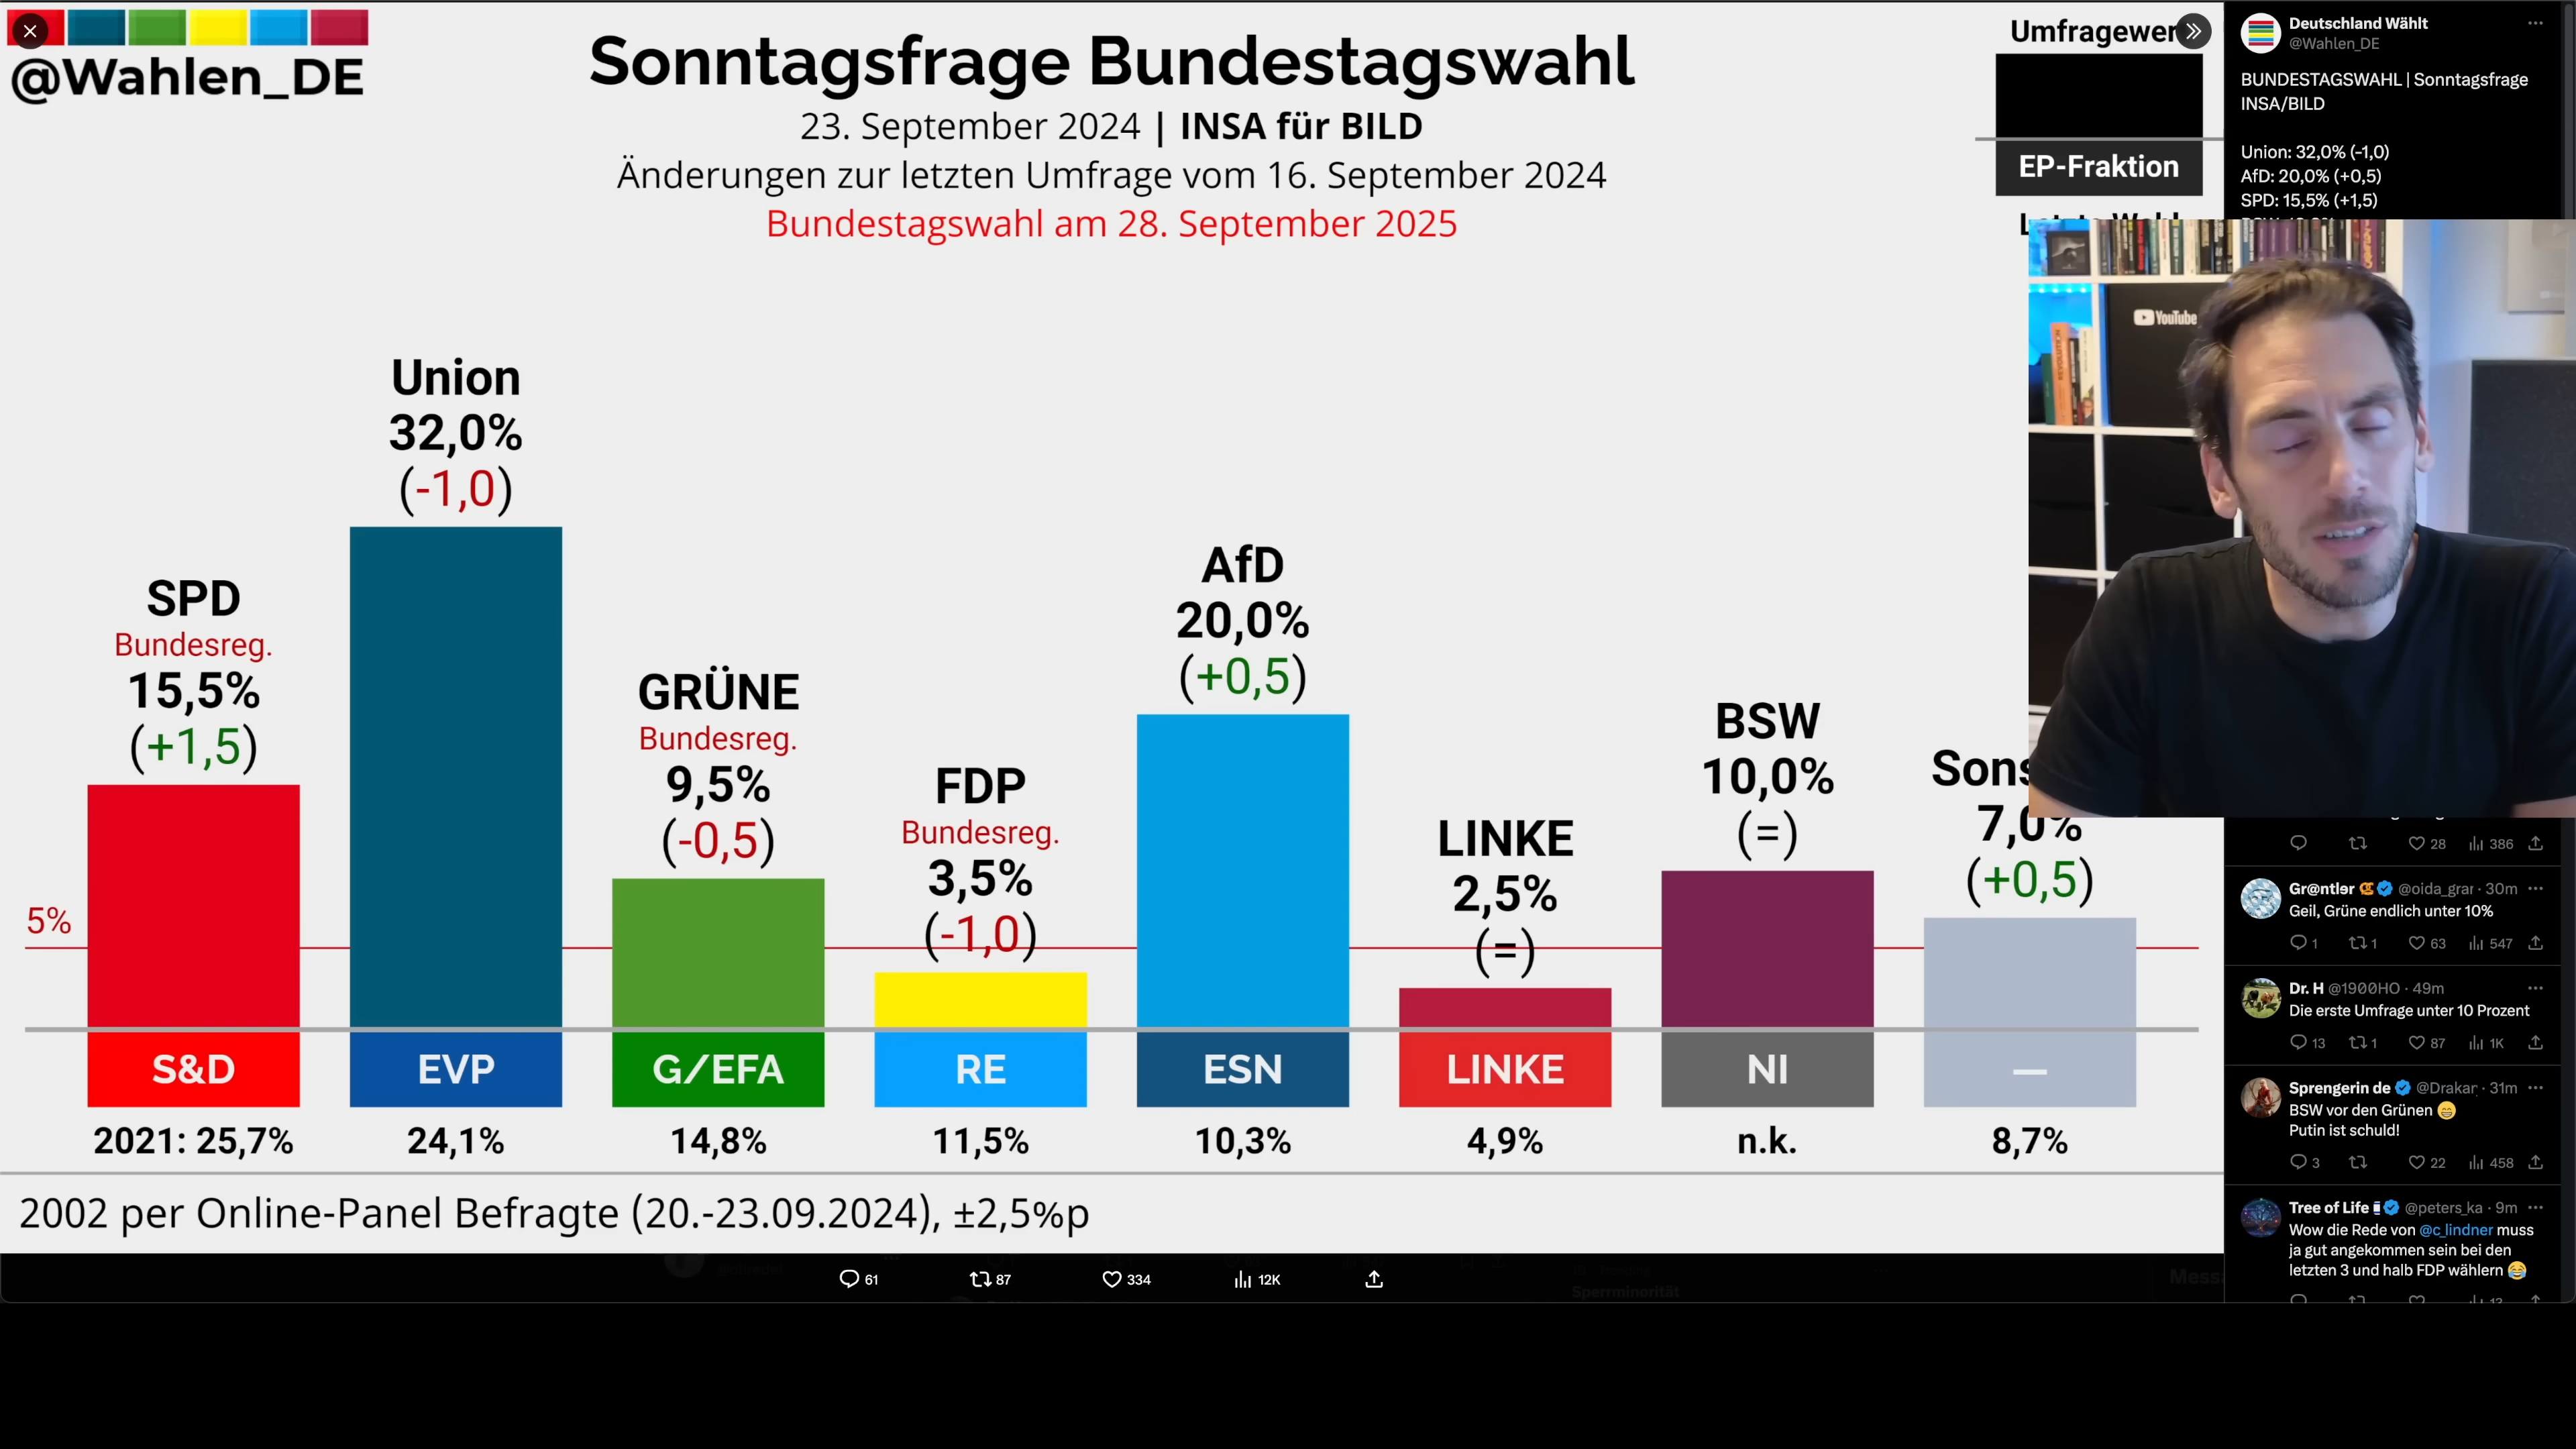 @Wahlen_DE
Sonntagsfrage Bundestagswahl
23. September 2024 | INSA für BILD
Änderungen zur letzten Umfrage vom 16. September 2024
Bundestagswahl am 28. September 2025
EP-Fraktion
SPD
Bundesreg.
15,5%
(+1,5)
Union
32,0%
(-1,0)
GRÜNE
Bundesreg.
9,5%
(-0,5)
FDP
Bundesreg.
3,5%
(-1,0)
AfD
20,0%
(+0,5)
LINKE
2,5%
(=)
BSW
10,0%
(=)
7,0%
(+0,5)
5%
S&D EVP G/EFA RE ESN LINKE NI —
2021: 25,7% 24,1% 14,8% 11,5% 10,3% 4,9% n.k. 8,7%
2002 per Online-Panel Befragte (20.-23.09.2024), ±2,5%p
61 87 334 12K
Sperrminorität
Deutschland Wählt
@Wahlen_DE
BUNDESTAGSWAHL | Sonntagsfrage
INSA/BILD
Union: 32,0% (-1,0)
AfD: 20,0% (+0,5)
SPD: 15,5% (+1,5)
YouTube
28 386
Gr@ntlər @oida_grar · 30m
Geil, Grüne endlich unter 10%
1 1 63 547
Dr. H @1900HO · 49m
Die erste Umfrage unter 10 Prozent
13 1 87 1K
Sprengerin de @Drakar · 31m
BSW vor den Grünen 😁
Putin ist schuld!
3 22 458
Tree of Life @peters_ka · 9m
Wow die Rede von @c_lindner muss
ja gut angekommen sein bei den
letzten 3 und halb FDP wählern 😂